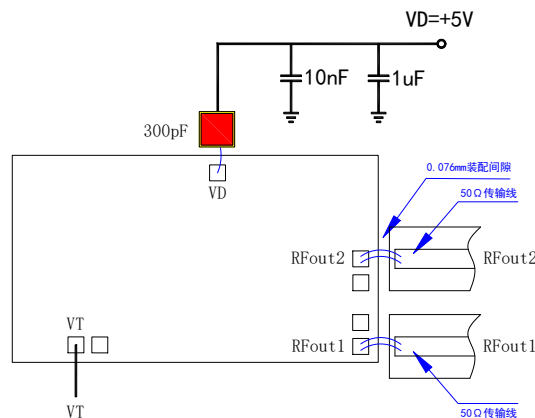 VD=+5V
10nF
1uF
300pF
VD
0.076mm装配间隙
50Ω传输线
RFout2
RFout2
VT
RFout1
RFout1
VT
50Ω传输线